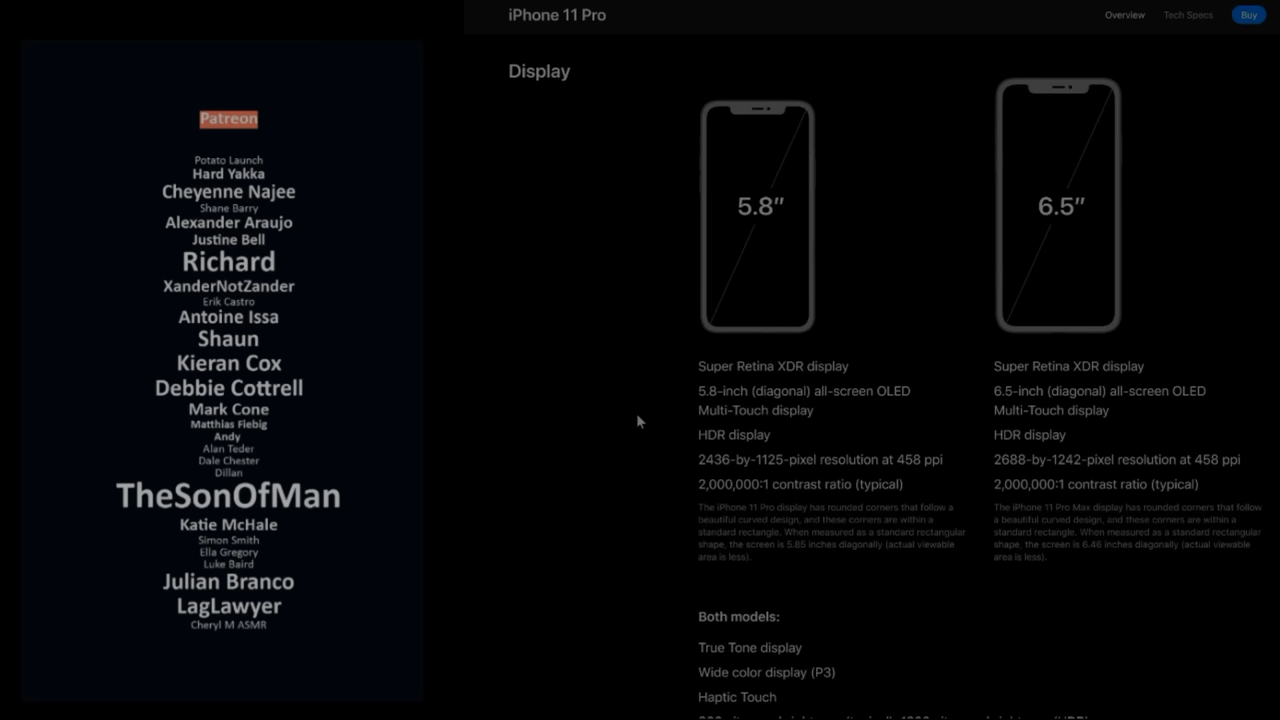 Patreon
Potato Launch
Hard Yakka
Cheyenne Najee
Shane Barry
Alexander Araujo
Justine Bell
Richard
XanderNotZander
Erik Castro
Antoine Issa
Shaun
Kieran Cox
Debbie Cottrell
Mark Cone
Matthias Fiebig
Andy
Alan Teder
Dale Chester
Dillan
TheSonOfMan
Katie McHale
Simon Smith
Ella Gregory
Luke Baird
Julian Branco
LagLawyer
Cheryl M ASMR
iPhone 11 Pro
Overview
Tech Specs
Buy
Display
5.8″
Super Retina XDR display
5.8-inch (diagonal) all-screen OLED
Multi-Touch display
HDR display
2436-by-1125-pixel resolution at 458 ppi
2,000,000:1 contrast ratio (typical)
The iPhone 11 Pro display has rounded corners that follow a
beautiful curved design, and these corners are within a
standard rectangle. When measured as a standard rectangular
shape, the screen is 5.85 inches diagonally (actual viewable
area is less).
6.5″
Super Retina XDR display
6.5-inch (diagonal) all-screen OLED
Multi-Touch display
HDR display
2688-by-1242-pixel resolution at 458 ppi
2,000,000:1 contrast ratio (typical)
The iPhone 11 Pro Max display has rounded corners that follow
a beautiful curved design, and these corners are within a
standard rectangle. When measured as a standard rectangular
shape, the screen is 6.46 inches diagonally (actual viewable
area is less).
Both models:
True Tone display
Wide color display (P3)
Haptic Touch